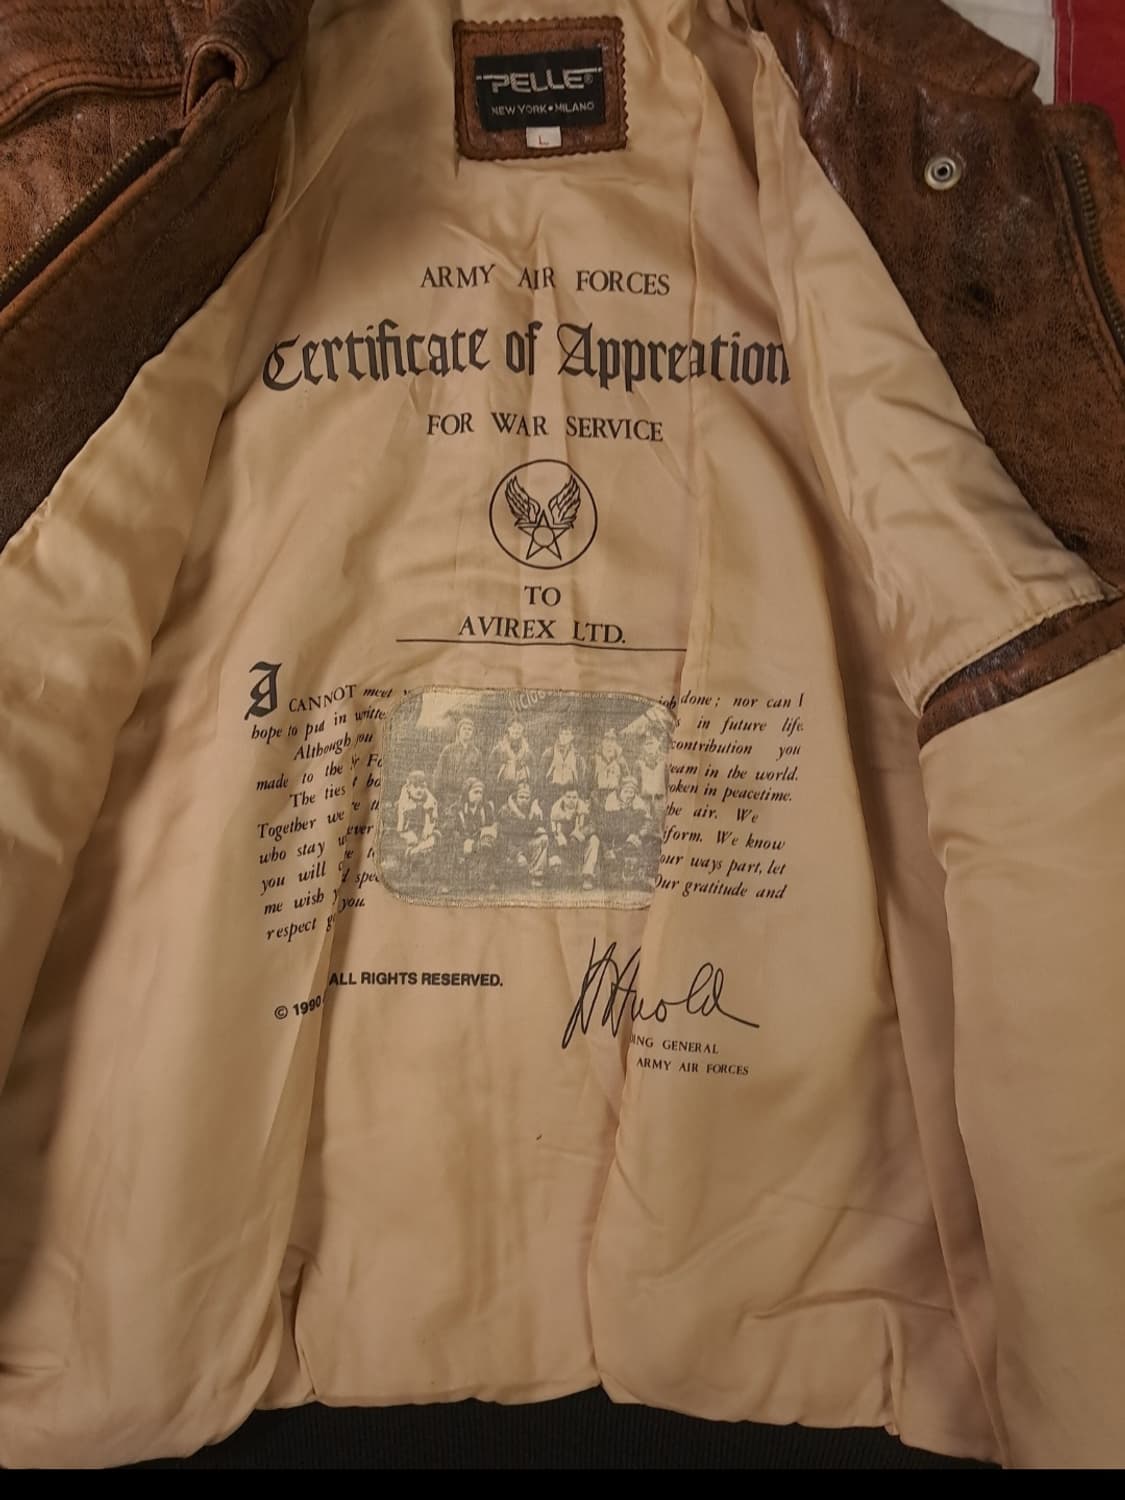 PELLE®
NEW YORK • MILANO
L
ARMY AIR FORCES
Certificate of Appreation
FOR WAR SERVICE
TO
AVIREX LTD.
I CANNOT meet job done; nor can I
hope to put in in future life.
Although you contribution you
made to the team in the world.
The ties in peacetime.
Together we the air. We
who stay We know
you will our ways part, let
me wish Our gratitude and
respect you.
© 1990 ALL RIGHTS RESERVED.
H H Arnold
GENERAL
ARMY AIR FORCES